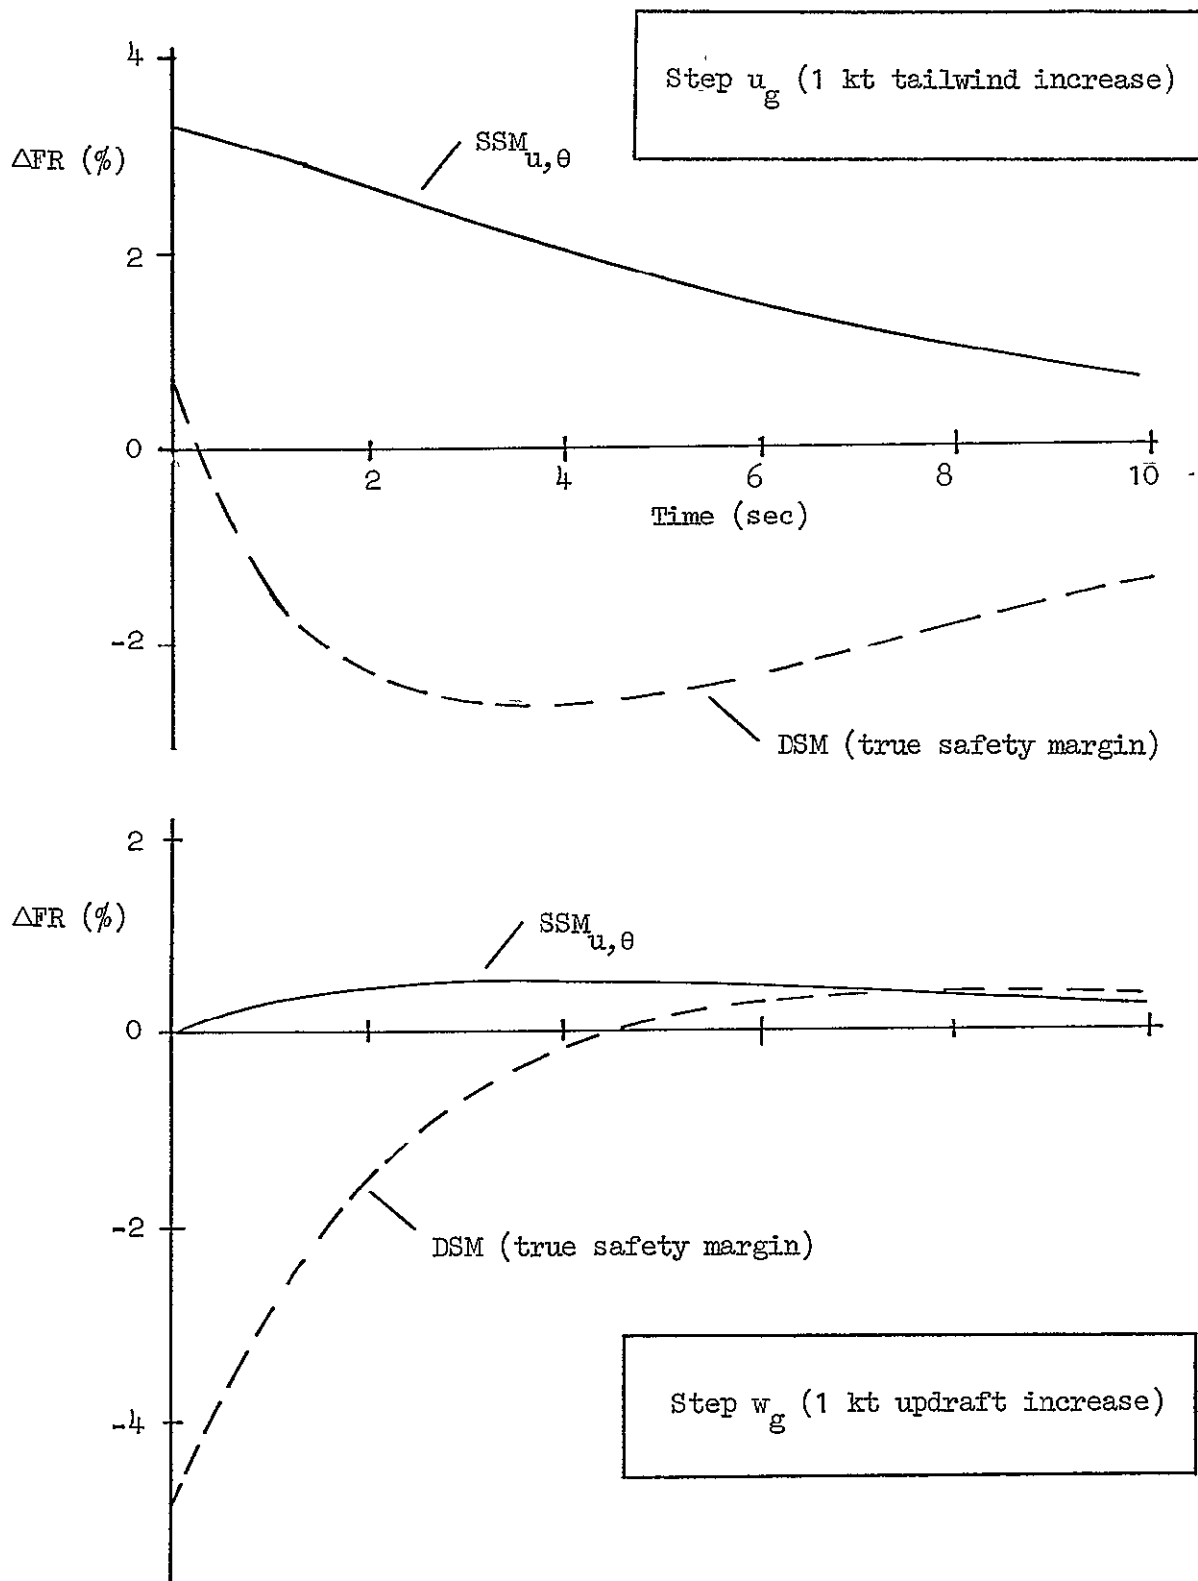 Step u_g (1 kt tailwind increase)
4
SSM_u,θ
ΔFR (%)
2
0
2
4
6
8
10
Time (sec)
-2
DSM (true safety margin)
2
ΔFR (%)
SSM_u,θ
0
-2
DSM (true safety margin)
Step w_g (1 kt updraft increase)
-4